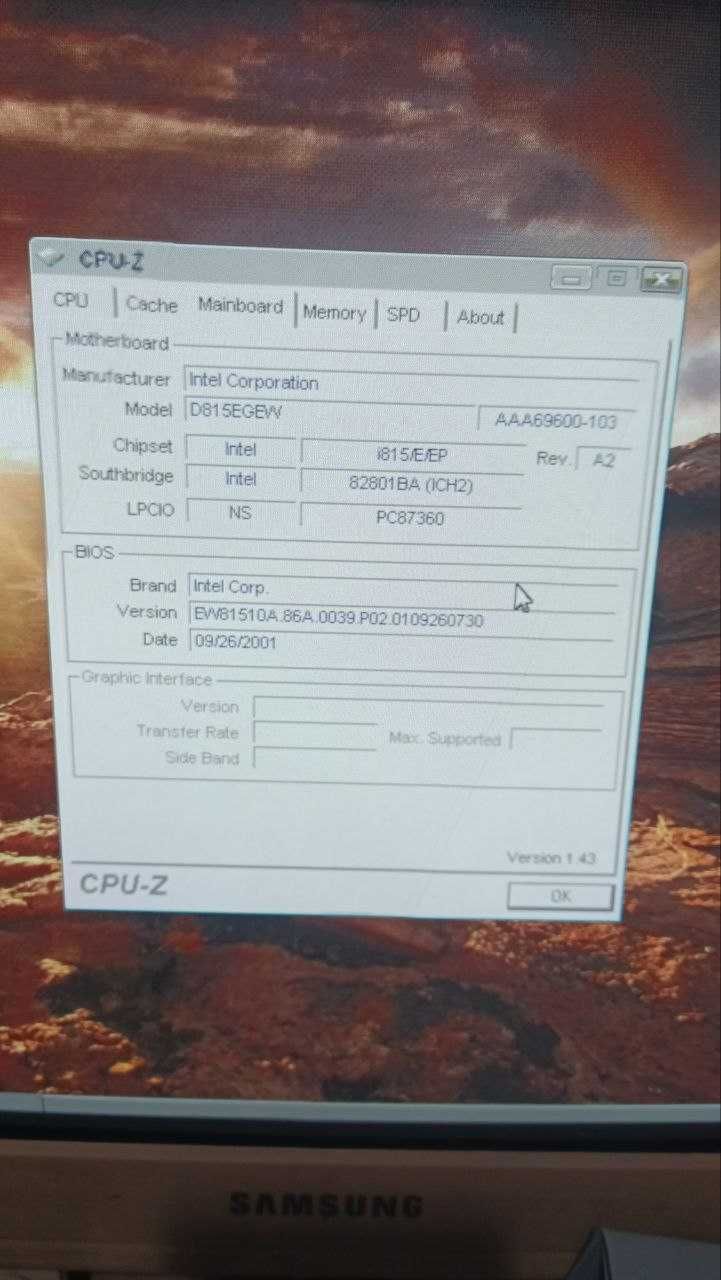 CPU-Z
CPU Cache Mainboard Memory SPD About
Motherboard
Manufacturer Intel Corporation
Model D815EGEW AAA69600-103
Chipset Intel i815/E/EP Rev. A2
Southbridge Intel 82801BA (ICH2)
LPCIO NS PC87360
BIOS
Brand Intel Corp.
Version EW81510A.86A.0039.P02.0109260730
Date 09/26/2001
Graphic Interface
Version
Transfer Rate Max. Supported
Side Band
Version 1.43
CPU-Z OK
SAMSUNG